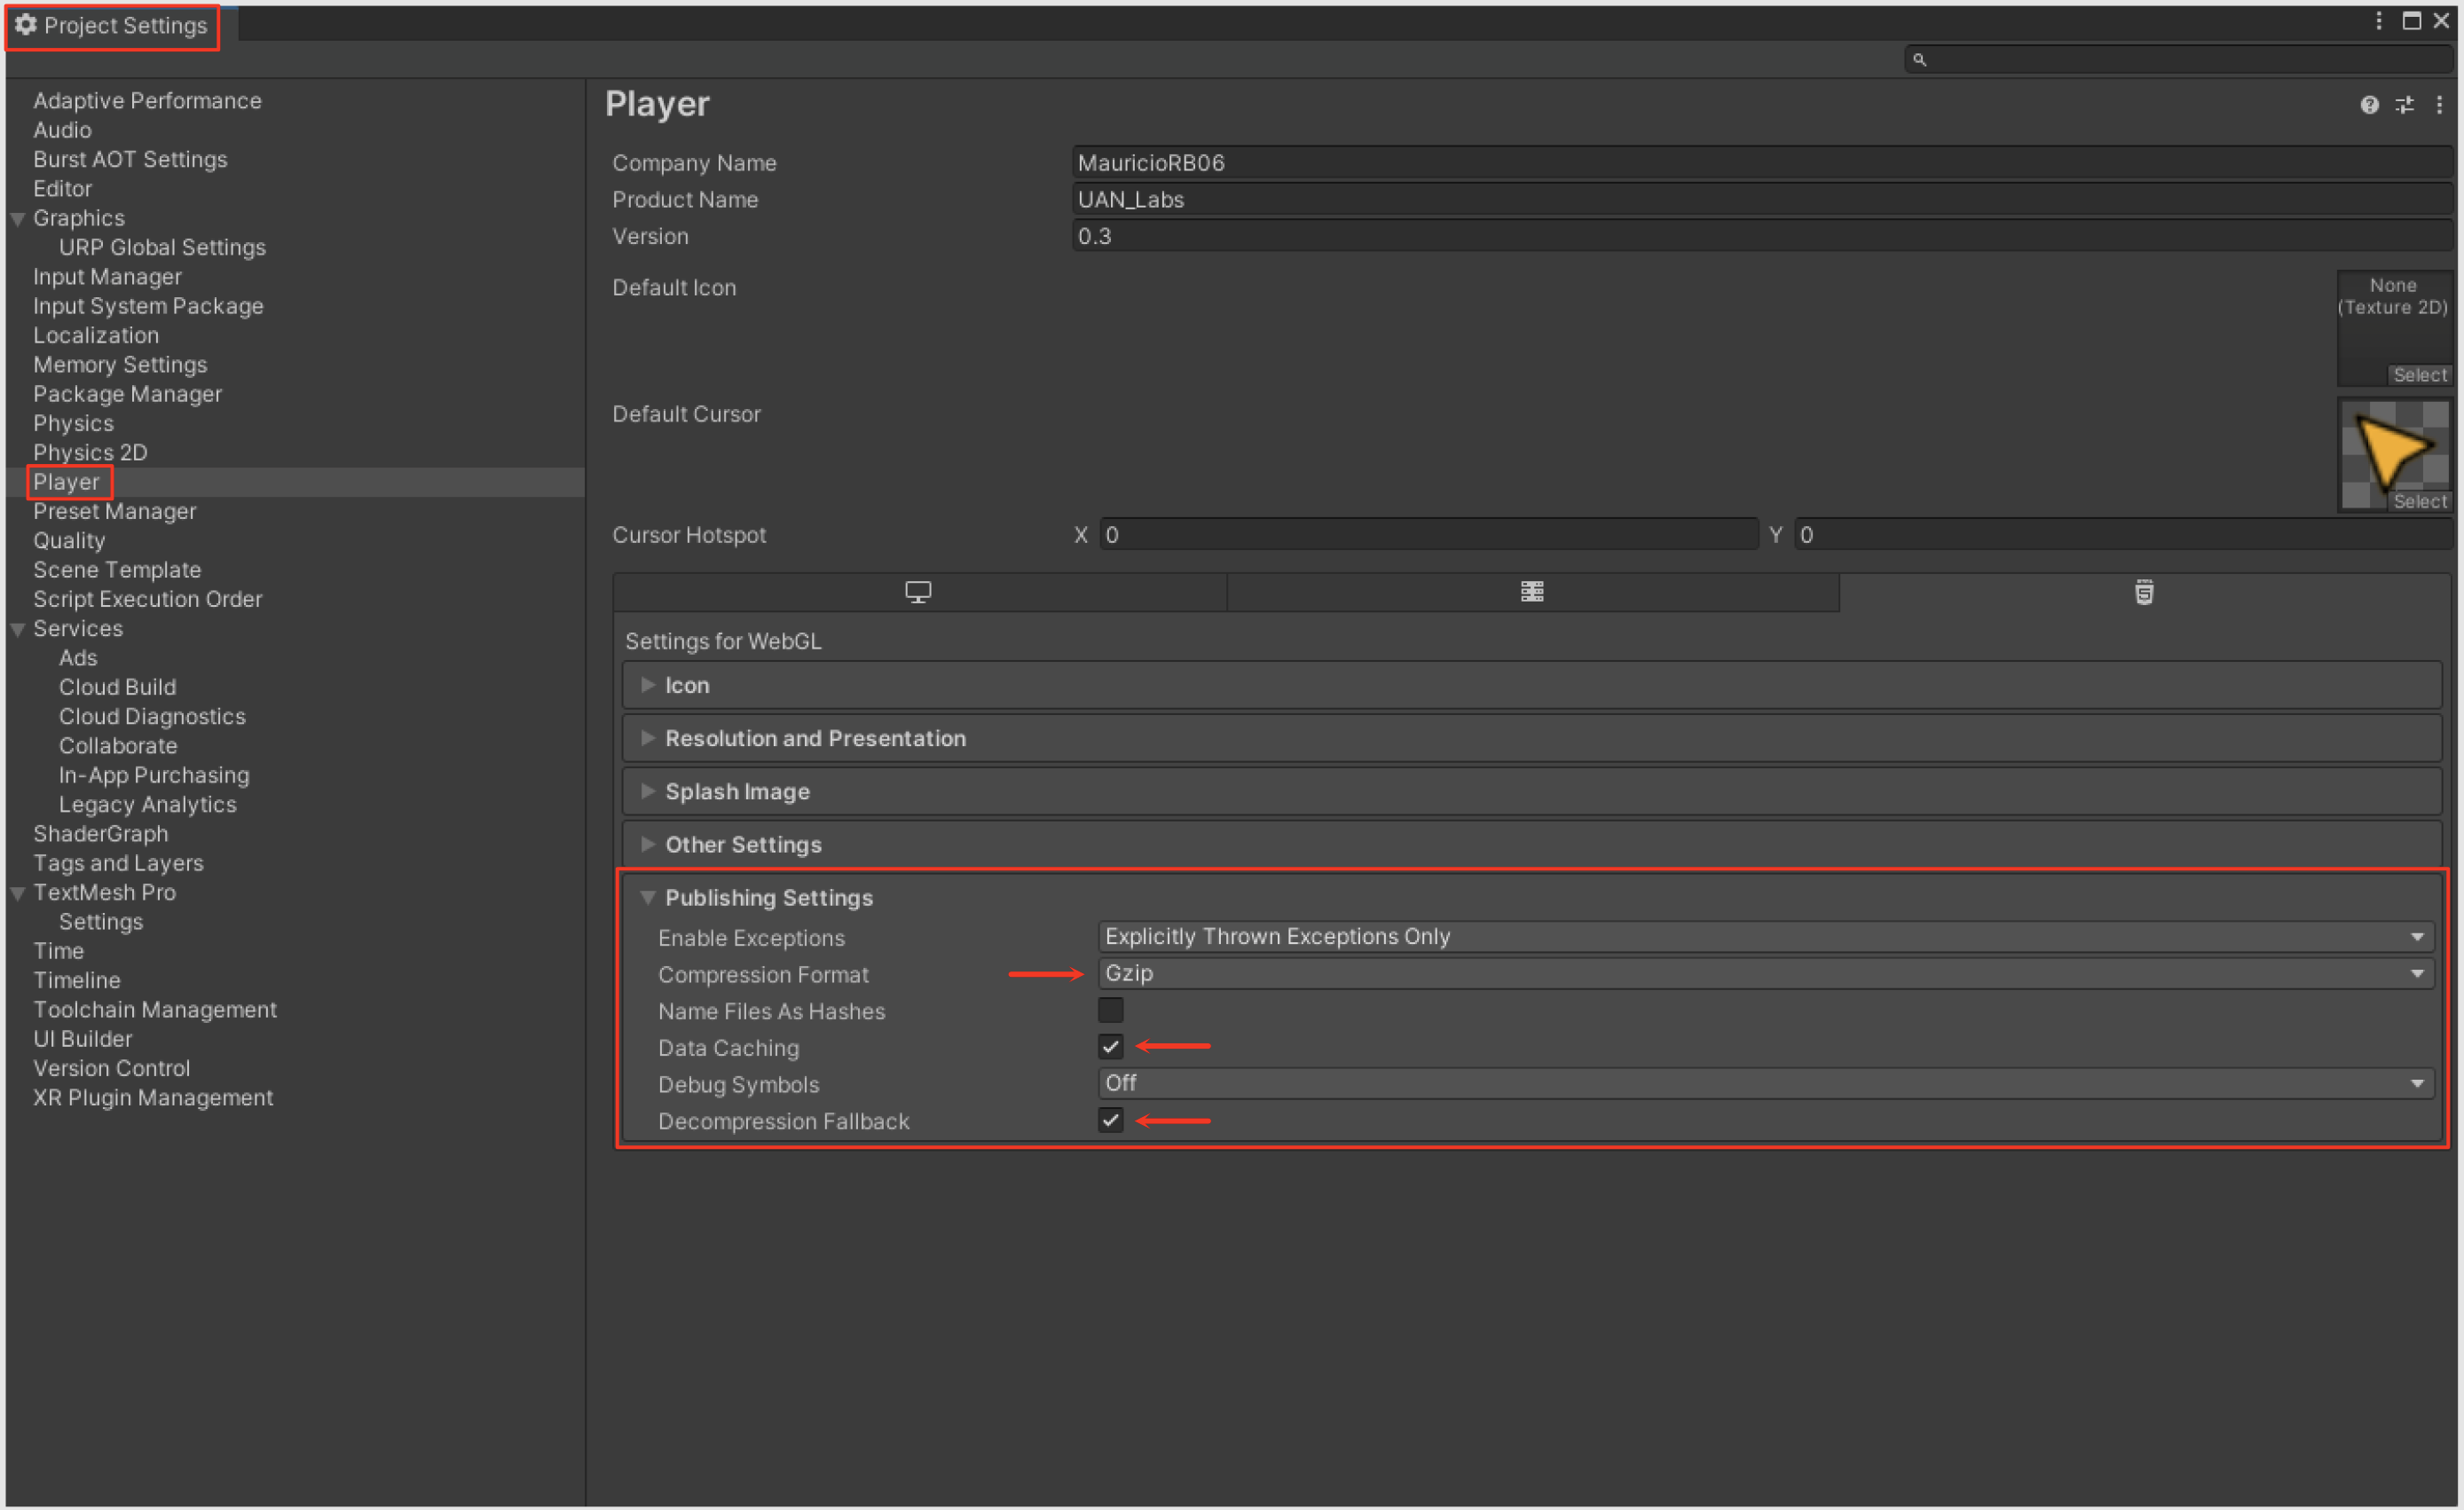 Project Settings
Adaptive Performance
Audio
Burst AOT Settings
Editor
Graphics
URP Global Settings
Input Manager
Input System Package
Localization
Memory Settings
Package Manager
Physics
Physics 2D
Player
Preset Manager
Quality
Scene Template
Script Execution Order
Services
Ads
Cloud Build
Cloud Diagnostics
Collaborate
In-App Purchasing
Legacy Analytics
ShaderGraph
Tags and Layers
TextMesh Pro
Settings
Time
Timeline
Toolchain Management
UI Builder
Version Control
XR Plugin Management
Player
Company Name MauricioRB06
Product Name UAN_Labs
Version 0.3
Default Icon
None
(Texture 2D)
Select
Default Cursor
Select
Cursor Hotspot X 0 Y 0
Settings for WebGL
Icon
Resolution and Presentation
Splash Image
Other Settings
Publishing Settings
Enable Exceptions Explicitly Thrown Exceptions Only
Compression Format Gzip
Name Files As Hashes
Data Caching
Debug Symbols Off
Decompression Fallback